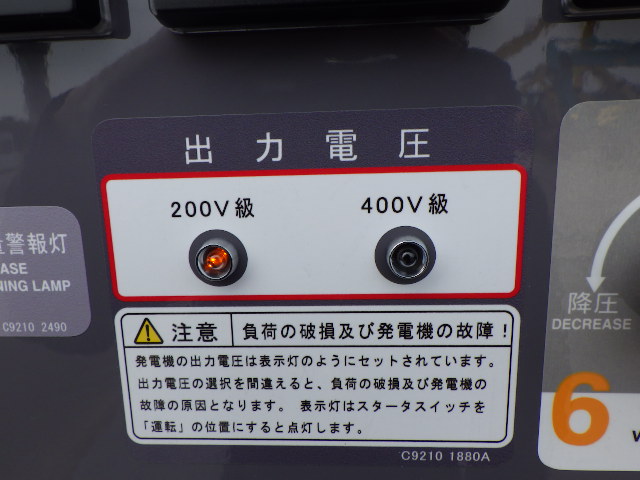 出力電圧
200V級 400V級
⚠注意 負荷の破損及び発電機の故障!
発電機の出力電圧は表示灯のようにセットされています。
出力電圧の選択を間違えると、負荷の破損及び発電機の
故障の原因となります。 表示灯はスタータスイッチを
「運転」の位置にすると点灯します。
C9210 1880A
警報灯
ASE
NING LAMP
C9210 2490
降圧
DECREASE
6